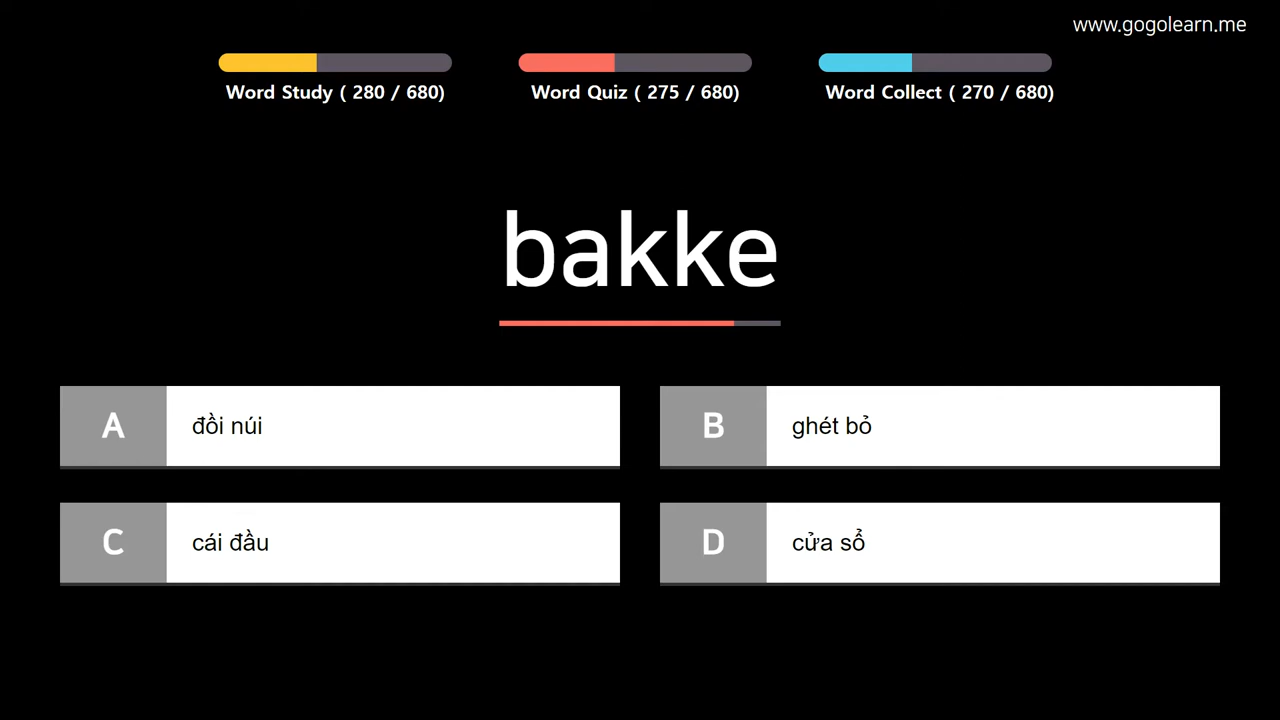 www.gogolearn.me
Word Study ( 280 / 680) Word Quiz ( 275 / 680) Word Collect ( 270 / 680)
bakke
A đồi núi
B ghét bỏ
C cái đầu
D cửa sổ